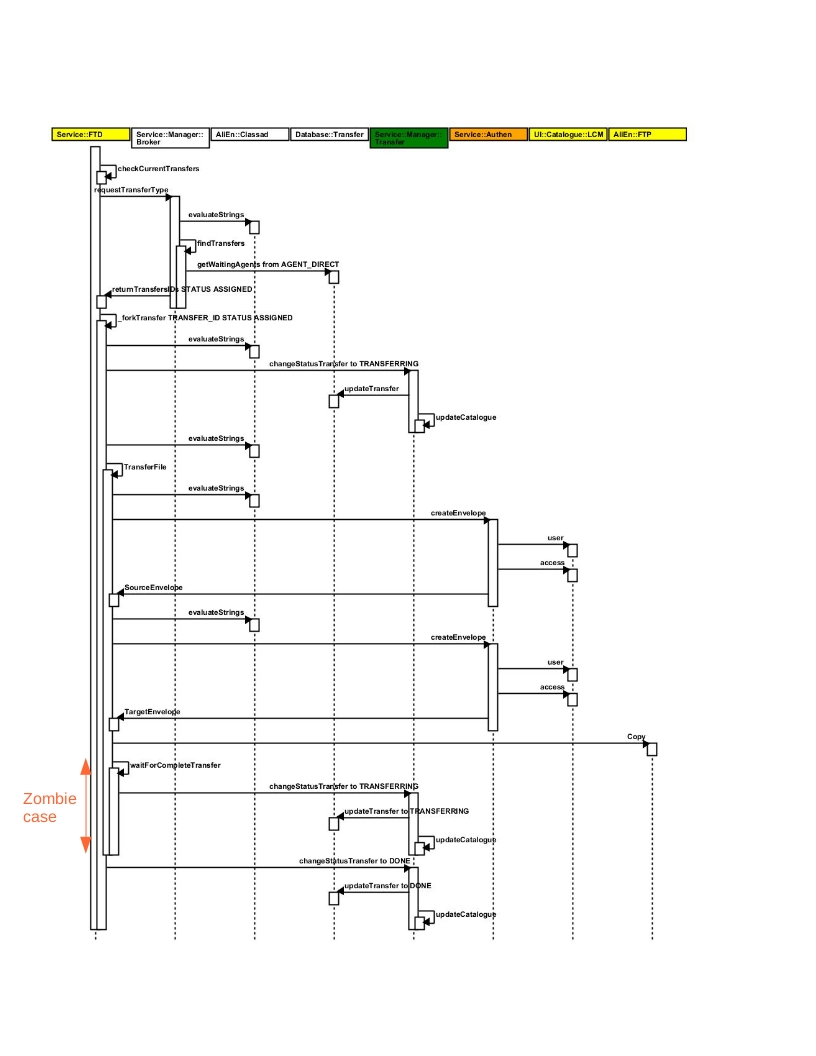 Service::FTD
Service::Manager::
Broker
AliEn::Classad
Database::Transfer
Service::Manager::
Transfer
Service::Authen
UI::Catalogue::LCM
AliEn::FTP
checkCurrentTransfers
requestTransferType
evaluateStrings
findTransfers
getWaitingAgents from AGENT_DIRECT
returnTransfersIDs STATUS ASSIGNED
_forkTransfer TRANSFER_ID STATUS ASSIGNED
evaluateStrings
changeStatusTransfer to TRANSFERRING
updateTransfer
updateCatalogue
evaluateStrings
TransferFile
evaluateStrings
createEnvelope
user
access
SourceEnvelope
evaluateStrings
createEnvelope
user
access
TargetEnvelope
Copy
waitForCompleteTransfer
changeStatusTransfer to TRANSFERRING
Zombie
case
updateTransfer to TRANSFERRING
updateCatalogue
changeStatusTransfer to DONE
updateTransfer to DONE
updateCatalogue